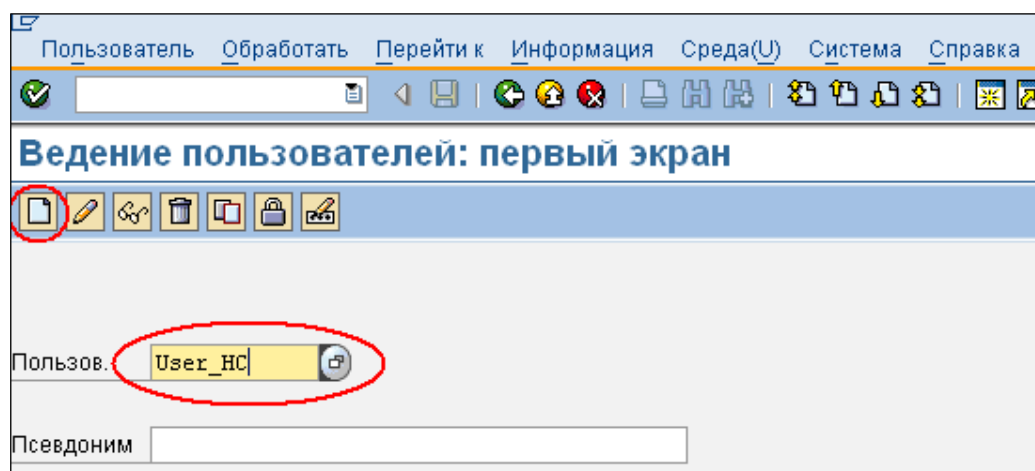 Пользователь Обработать Перейти к Информация Среда(U) Система Справка
Ведение пользователей: первый экран
Пользов. User_HC
Псевдоним